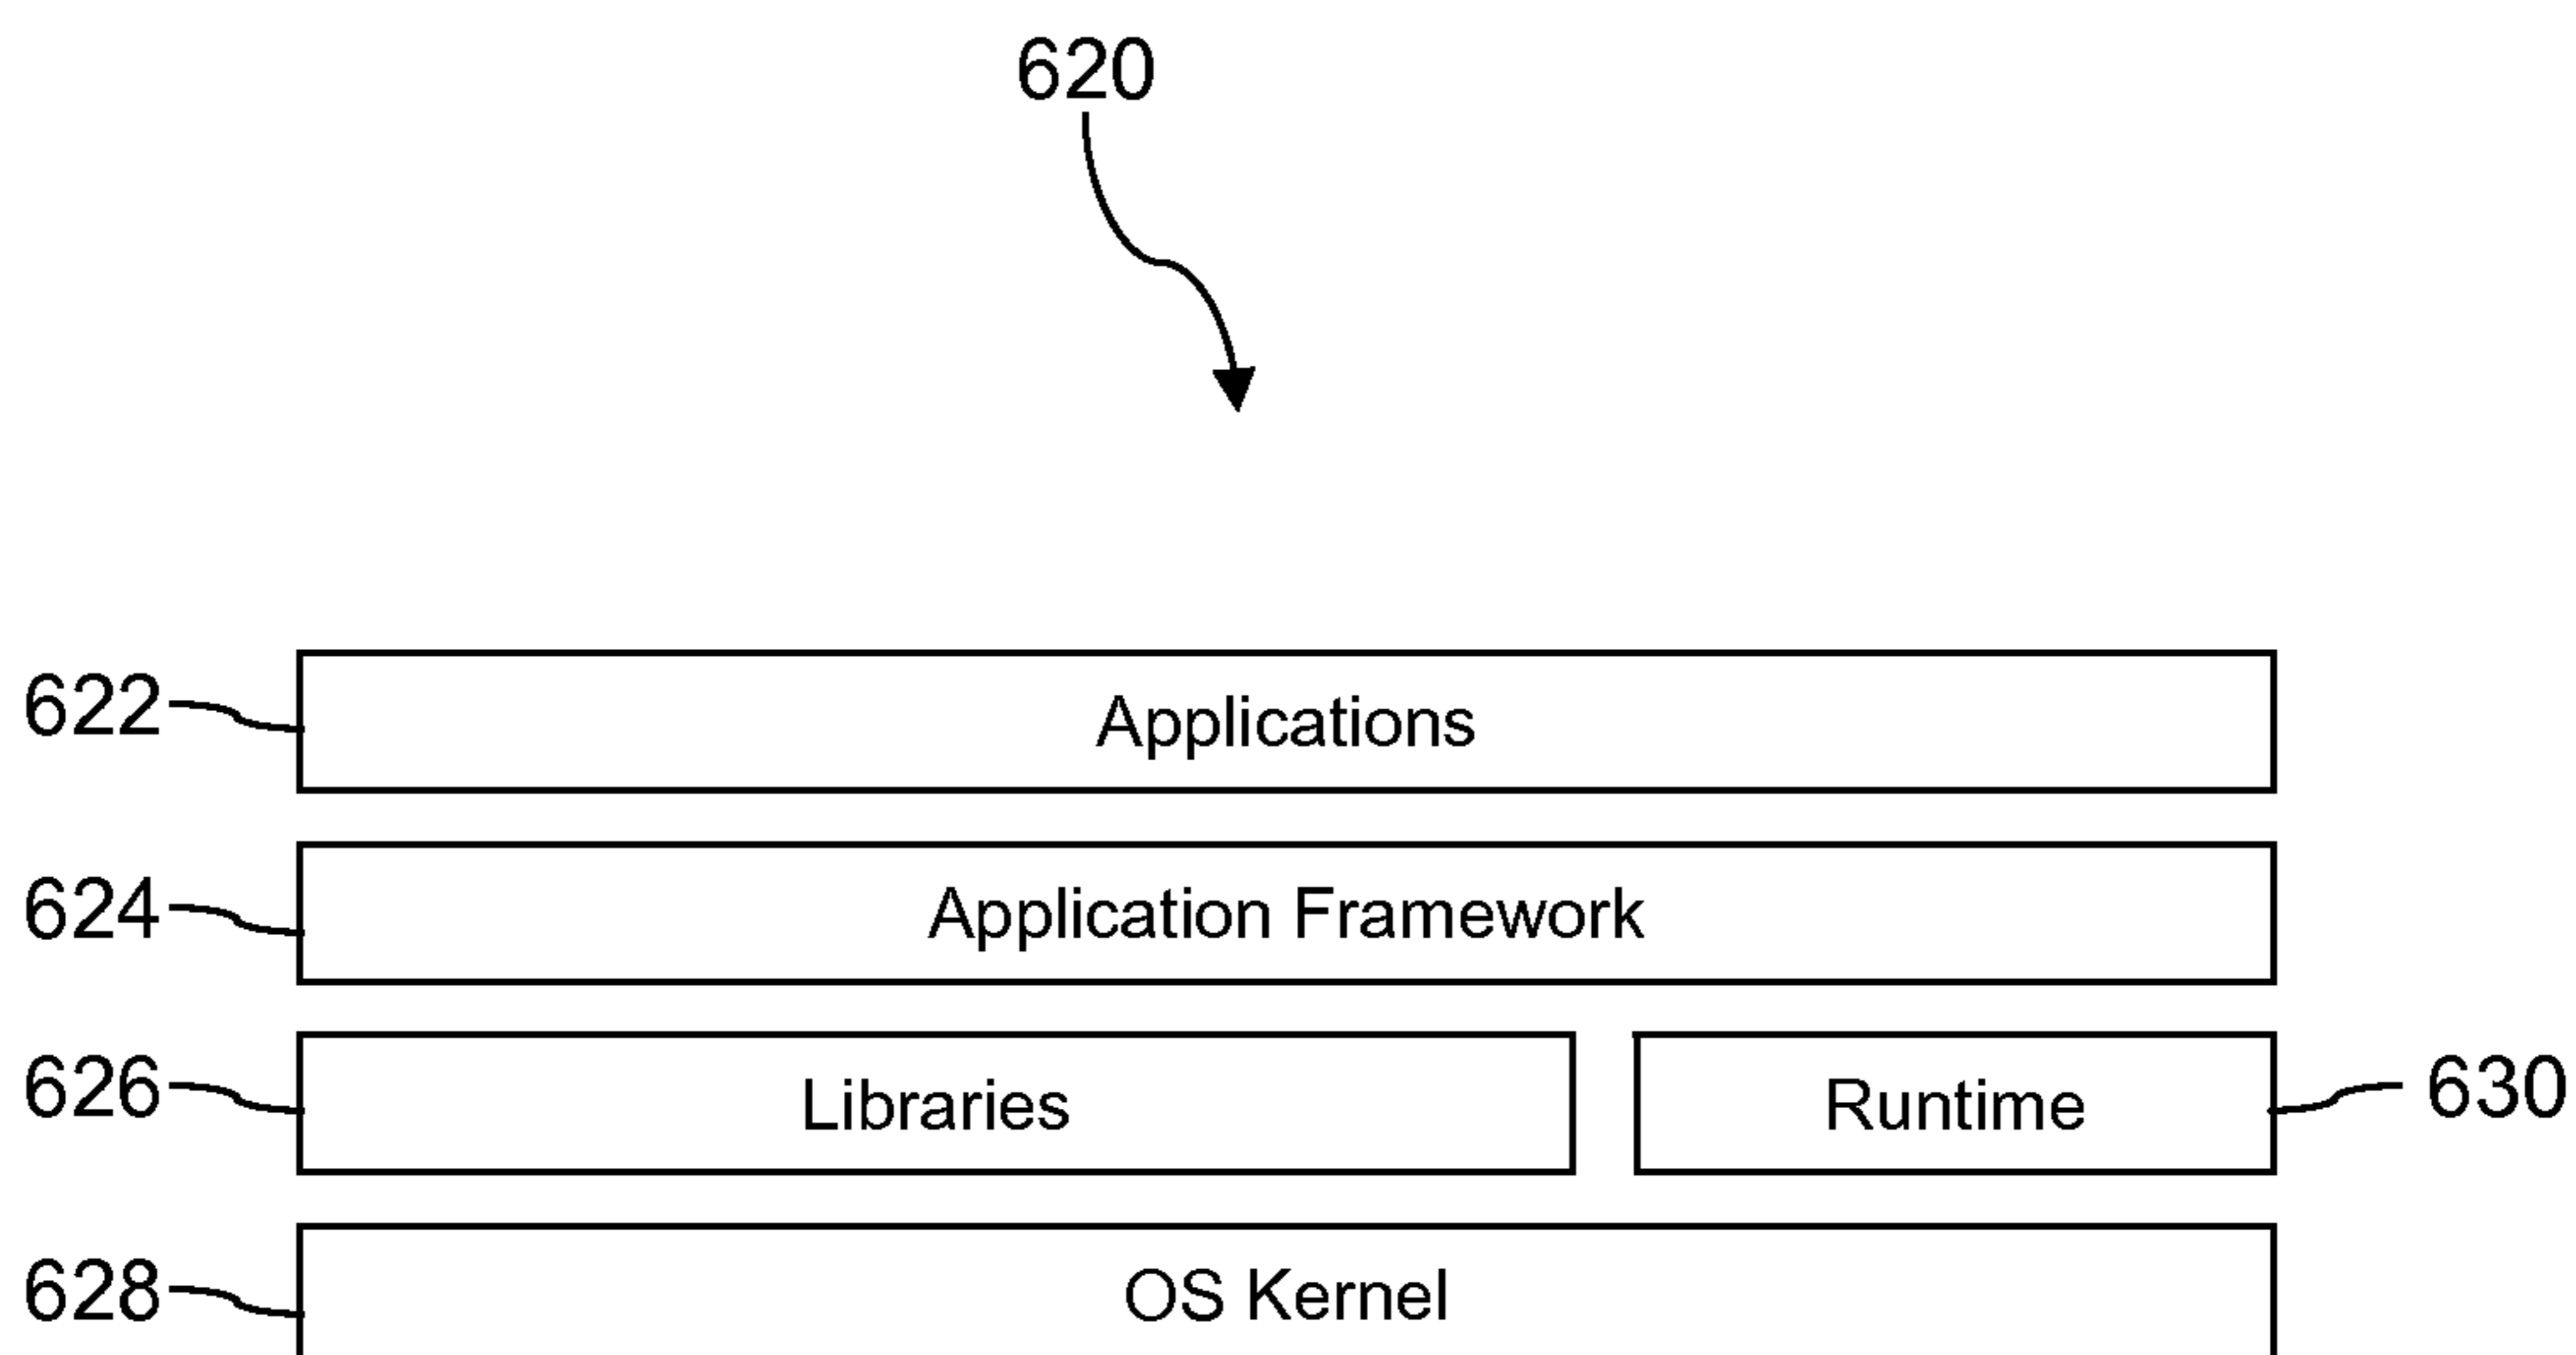 620
622 Applications
624 Application Framework
626 Libraries Runtime 630
628 OS Kernel